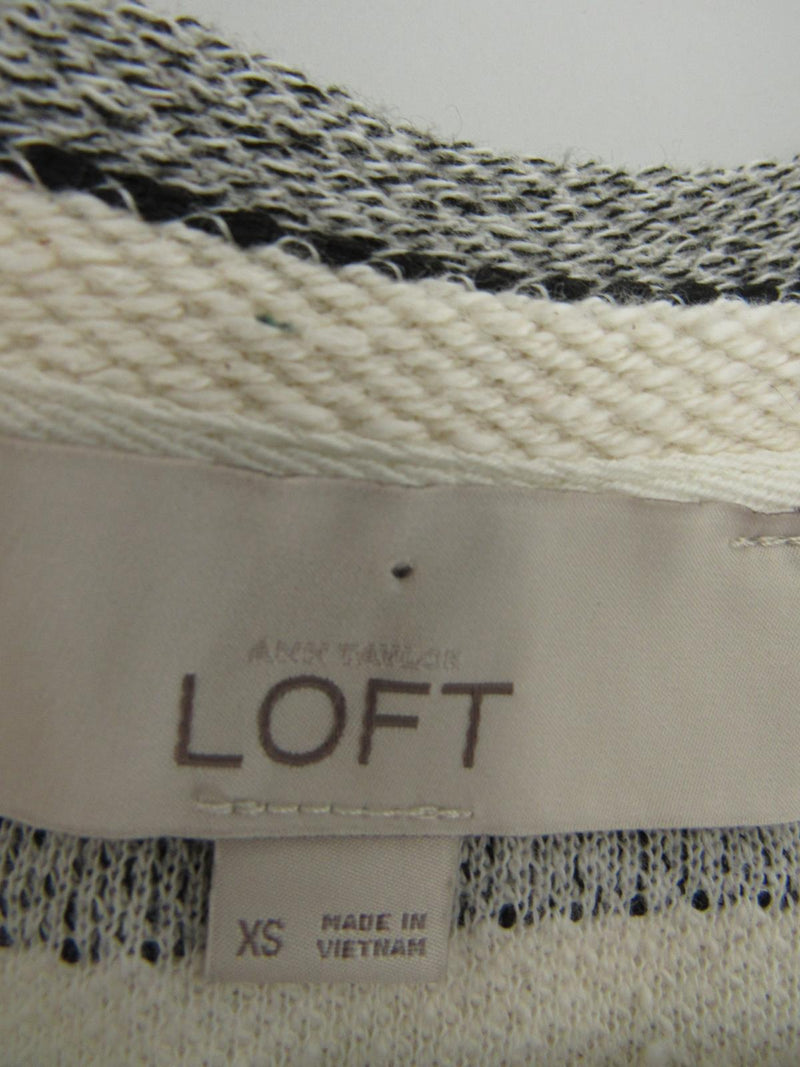 ANN TAYLOR
LOFT
XS
MADE IN
VIETNAM